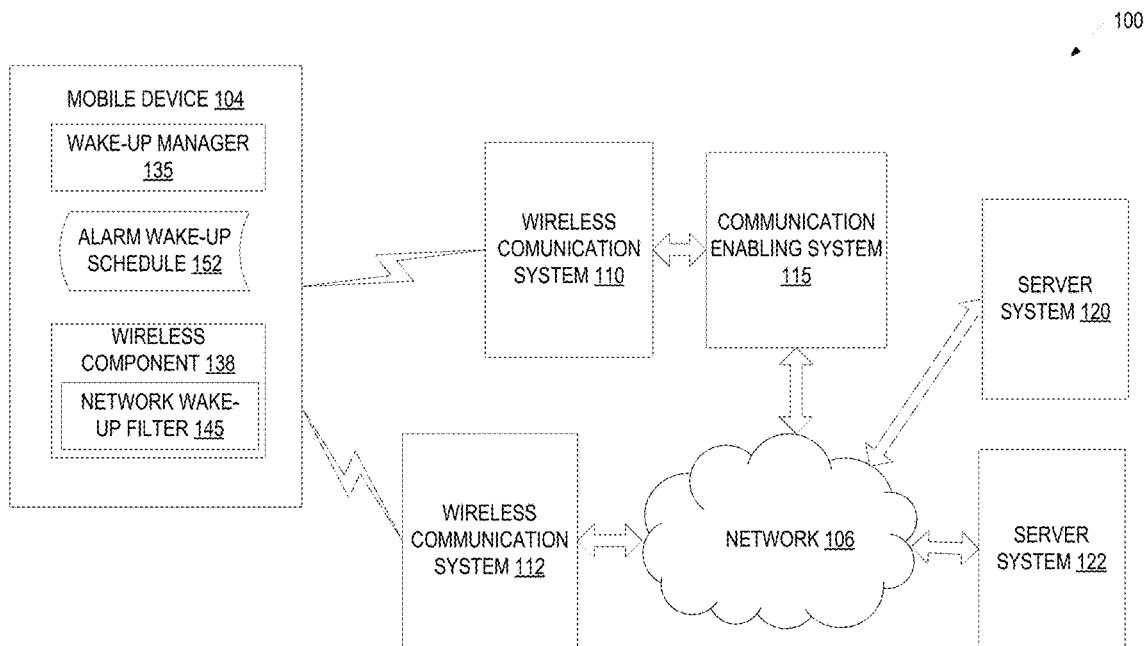 100
MOBILE DEVICE 104
WAKE-UP MANAGER
135
ALARM WAKE-UP
SCHEDULE 152
WIRELESS
COMPONENT 138
NETWORK WAKE-
UP FILTER 145
WIRELESS
COMUNICATION
SYSTEM 110
COMMUNICATION
ENABLING SYSTEM
115
SERVER
SYSTEM 120
WIRELESS
COMMUNICATION
SYSTEM 112
NETWORK 106
SERVER
SYSTEM 122